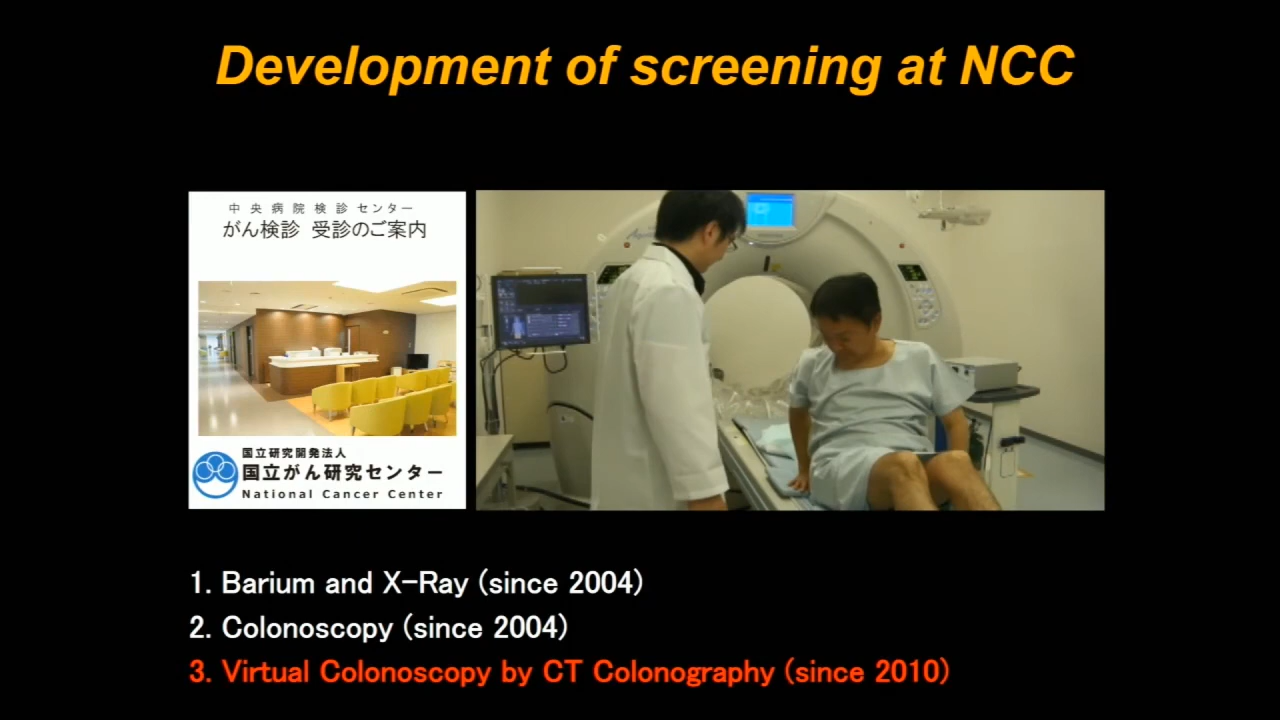 Development of screening at NCC
中央病院検診センター
がん検診 受診のご案内
国立研究開発法人
国立がん研究センター
National Cancer Center
1. Barium and X-Ray (since 2004)
2. Colonoscopy (since 2004)
3. Virtual Colonoscopy by CT Colonography (since 2010)